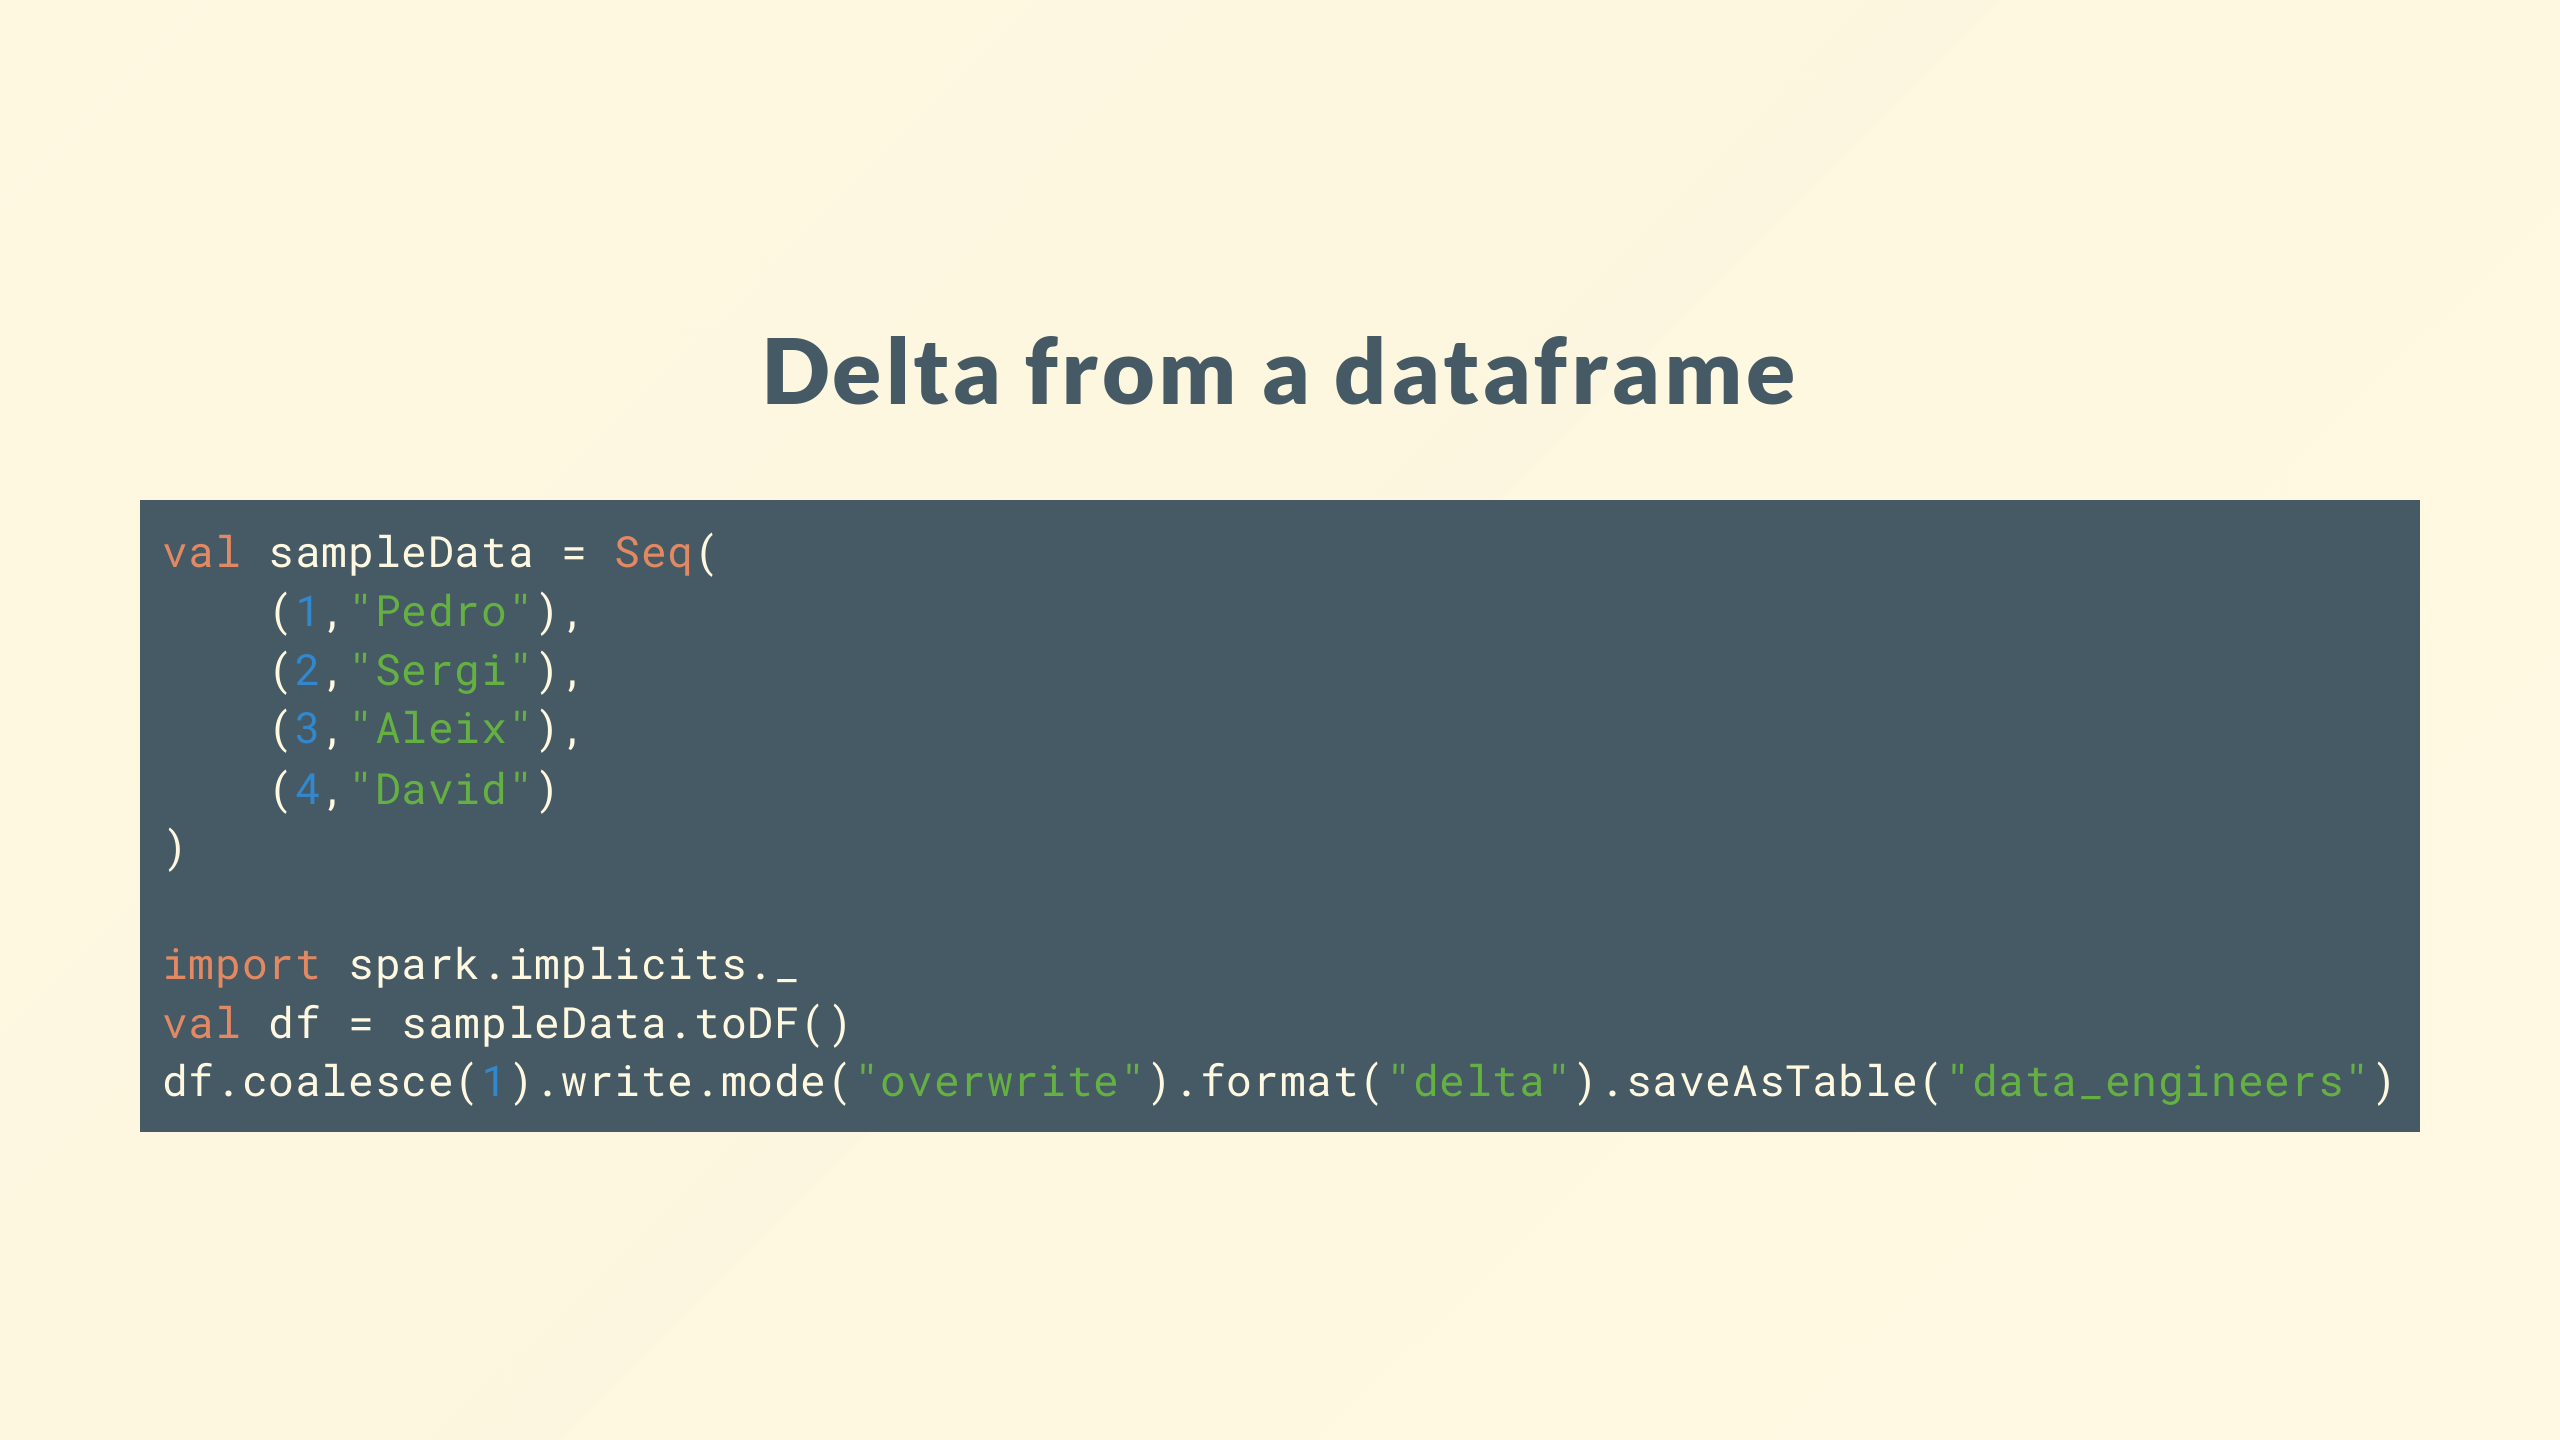 Delta from a dataframe
val sampleData = Seq(
    (1,"Pedro"),
    (2,"Sergi"),
    (3,"Aleix"),
    (4,"David")
)
import spark.implicits._
val df = sampleData.toDF()
df.coalesce(1).write.mode("overwrite").format("delta").saveAsTable("data_engineers")